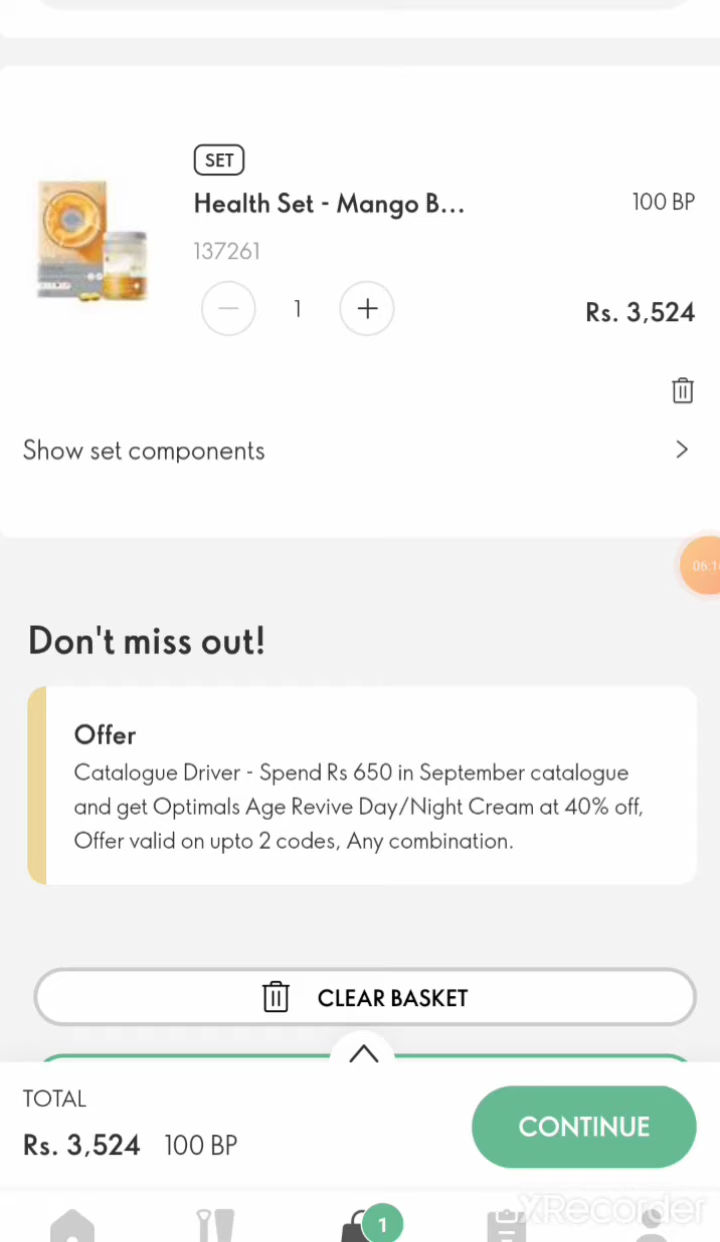 SET
Health Set - Mango B...
100 BP
137261
1
Rs. 3,524
Show set components
06:1
Don't miss out!
Offer
Catalogue Driver - Spend Rs 650 in September catalogue
and get Optimals Age Revive Day/Night Cream at 40% off,
Offer valid on upto 2 codes, Any combination.
CLEAR BASKET
TOTAL
Rs. 3,524 100 BP
CONTINUE
XRecorder
1